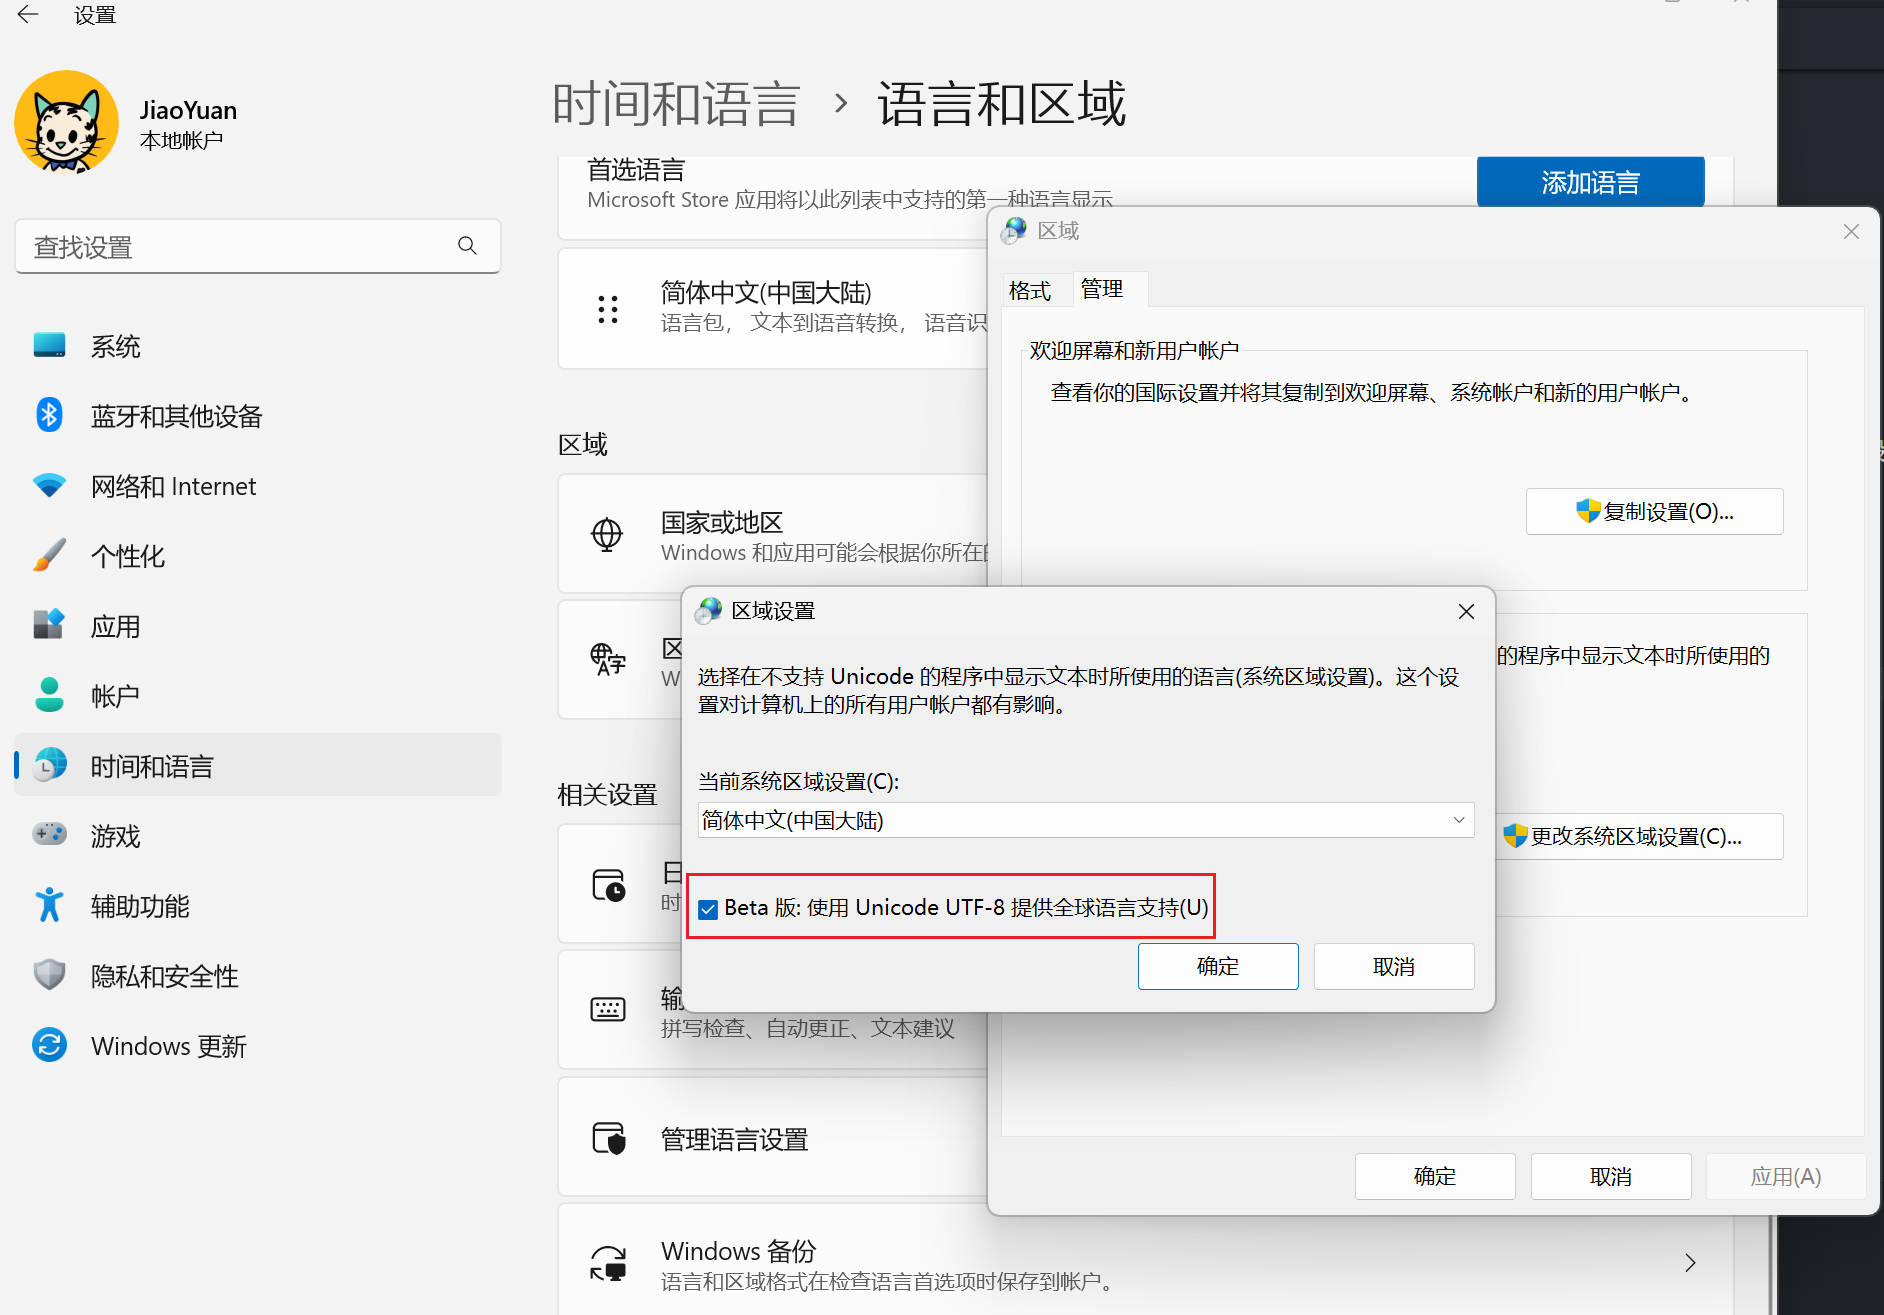 设置
JiaoYuan
本地帐户
查找设置
系统
蓝牙和其他设备
网络和 Internet
个性化
应用
帐户
时间和语言
游戏
辅助功能
隐私和安全性
Windows 更新
时间和语言 › 语言和区域
首选语言
Microsoft Store 应用将以此列表中支持的第一种语言显示
添加语言
简体中文(中国大陆)
语言包， 文本到语音转换， 语音识
区域
国家或地区
Windows 和应用可能会根据你所在
区
W
相关设置
日
时
输
拼写检查、自动更正、文本建议
管理语言设置
Windows 备份
语言和区域格式在检查语言首选项时保存到帐户。
区域
格式
管理
欢迎屏幕和新用户帐户
查看你的国际设置并将其复制到欢迎屏幕、系统帐户和新的用户帐户。
复制设置(O)...
的程序中显示文本时所使用的
更改系统区域设置(C)...
确定
取消
应用(A)
区域设置
选择在不支持 Unicode 的程序中显示文本时所使用的语言(系统区域设置)。这个设
置对计算机上的所有用户帐户都有影响。
当前系统区域设置(C):
简体中文(中国大陆)
Beta 版: 使用 Unicode UTF-8 提供全球语言支持(U)
确定
取消